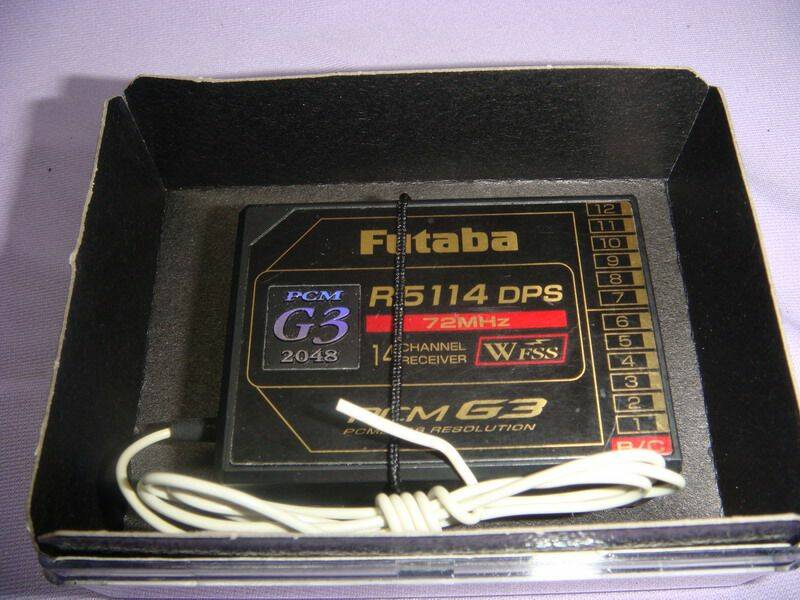 Futaba
PCM
G3
2048
R5114 DPS
72MHz
14 CHANNEL
RECEIVER
WFSS
PCM G3
RESOLUTION
12
11
10
9
8
7
6
5
4
3
2
1
B/C